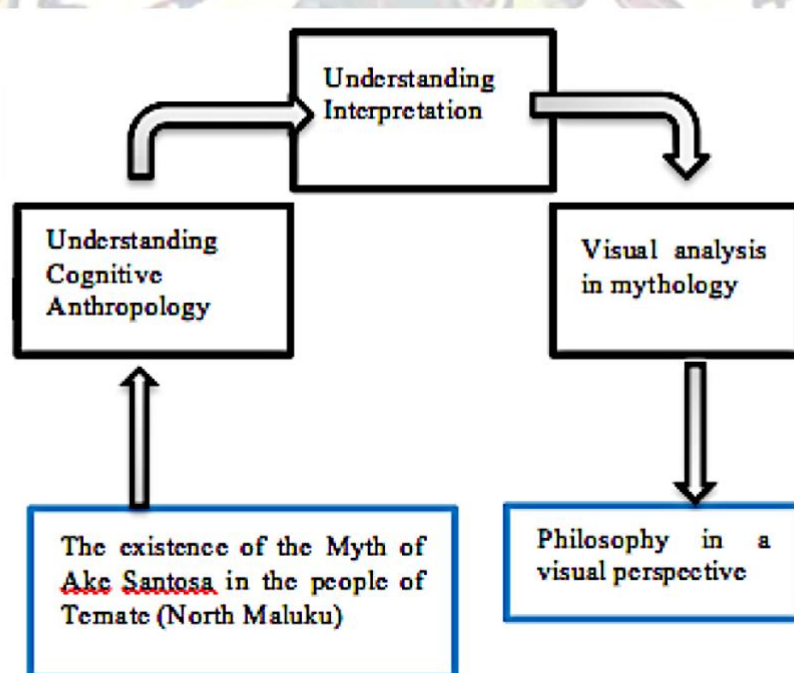 Understanding
Interpretation
Understanding
Cognitive
Anthropology
Visual analysis
in mythology
The existence of the Myth of
Ake Santosa in the people of
Temate (North Maluku)
Philosophy in a
visual perspective